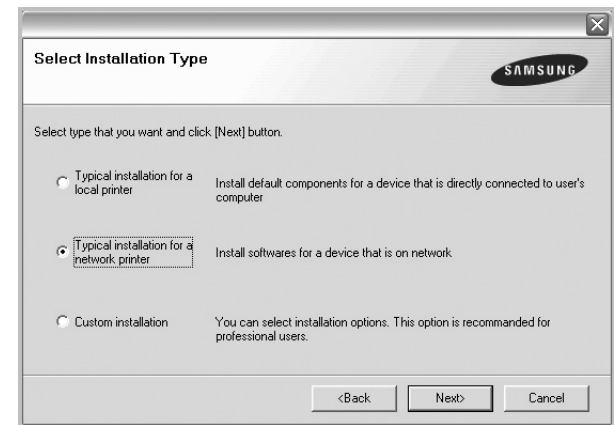 Select Installation Type
SAMSUNG
Select type that you want and click [Next] button.
Typical installation for a
local printer
Install default components for a device that is directly connected to user's
computer
Typical installation for a
network printer
Install softwares for a device that is on network
Custom installation
You can select installation options. This option is recommanded for
professional users.
<Back
Next>
Cancel